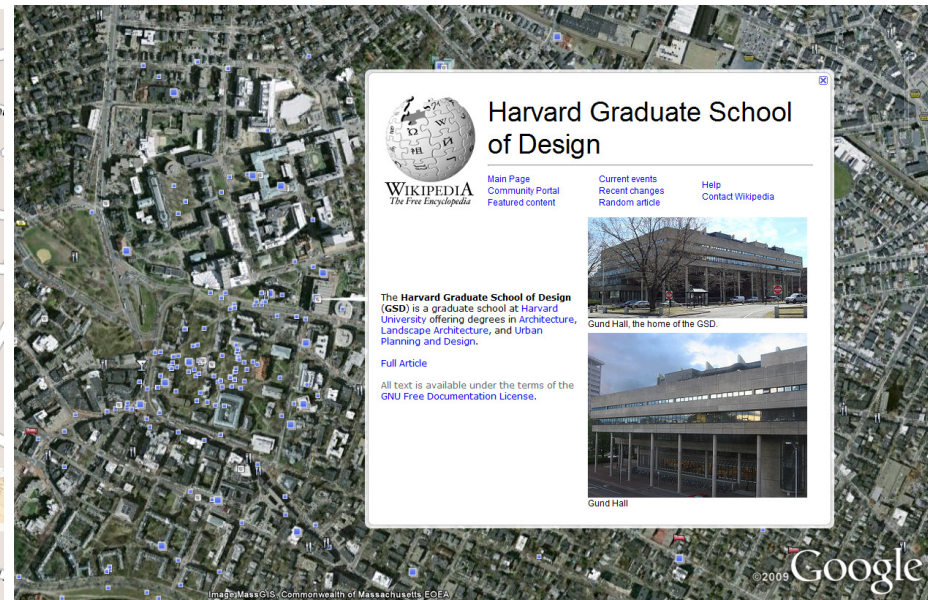 Harvard Graduate School
of Design
WIKIPEDIA
The Free Encyclopedia
Main Page
Community Portal
Featured content
Current events
Recent changes
Random article
Help
Contact Wikipedia
Gund Hall, the home of the GSD.
The Harvard Graduate School of Design
(GSD) is a graduate school at Harvard
University offering degrees in Architecture,
Landscape Architecture, and Urban
Planning and Design.
Full Article
All text is available under the terms of the
GNU Free Documentation License.
Gund Hall
Image MassGIS, Commonwealth of Massachusetts EOEA
©2009 Google